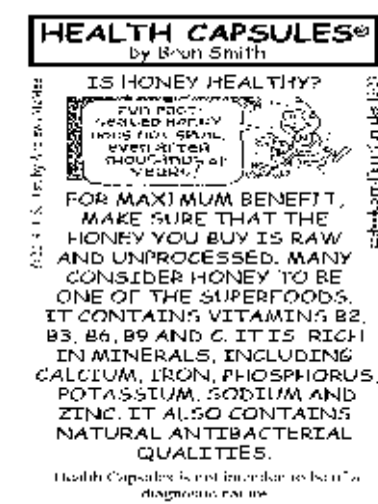 HEALTH CAPSULES®
by Bron Smith
IS HONEY HEALTHY?
FUN FACT:
SEALED HONEY
DOES NOT SPOIL,
EVEN AFTER
THOUSANDS OF
YEARS!
FOR MAXIMUM BENEFIT,
MAKE SURE THAT THE
HONEY YOU BUY IS RAW
AND UNPROCESSED. MANY
CONSIDER HONEY TO BE
ONE OF THE SUPERFOODS.
IT CONTAINS VITAMINS B2,
B3, B6, B9 AND C. IT IS RICH
IN MINERALS, INCLUDING
CALCIUM, IRON, PHOSPHORUS,
POTASSIUM, SODIUM AND
ZINC. IT ALSO CONTAINS
NATURAL ANTIBACTERIAL
QUALITIES.
Health Capsules is not intended to be of a
diagnostic nature.